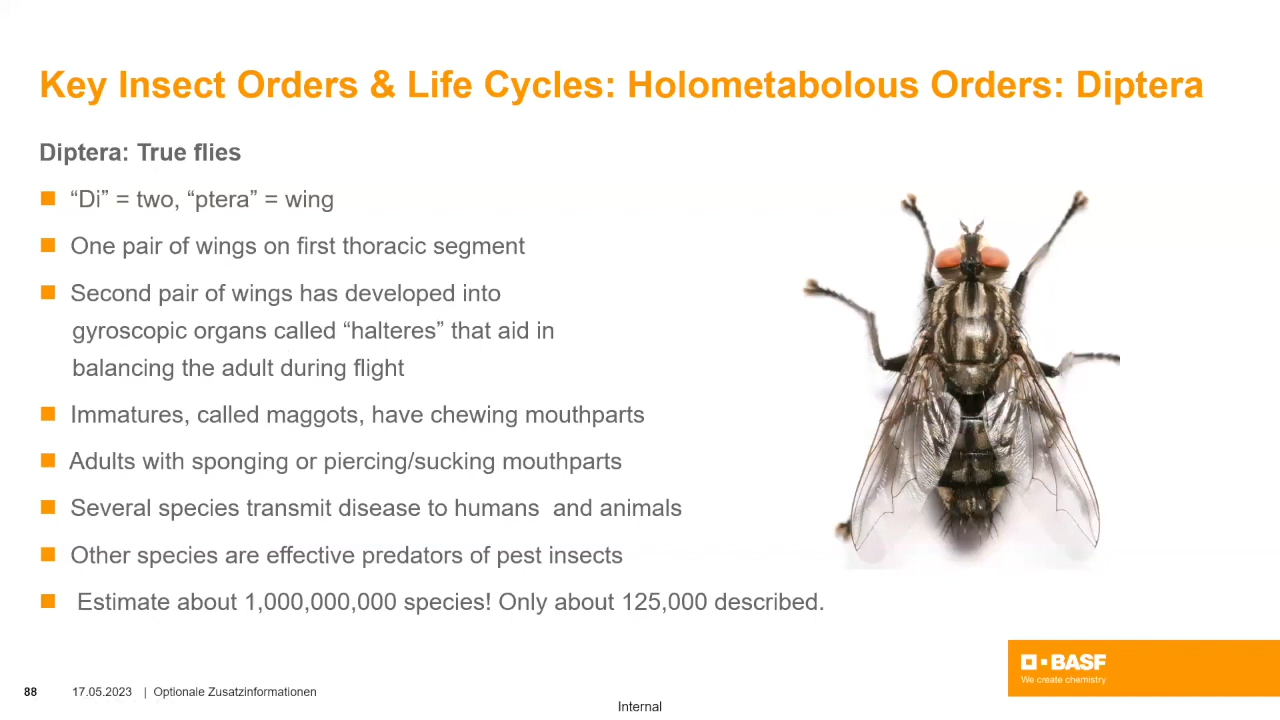 Key Insect Orders & Life Cycles: Holometabolous Orders: Diptera
Diptera: True flies
“Di” = two, “ptera” = wing
One pair of wings on first thoracic segment
Second pair of wings has developed into
gyroscopic organs called “halteres” that aid in
balancing the adult during flight
Immatures, called maggots, have chewing mouthparts
Adults with sponging or piercing/sucking mouthparts
Several species transmit disease to humans  and animals
Other species are effective predators of pest insects
Estimate about 1,000,000,000 species! Only about 125,000 described.
BASF
We create chemistry
88 17.05.2023 | Optionale Zusatzinformationen
Internal